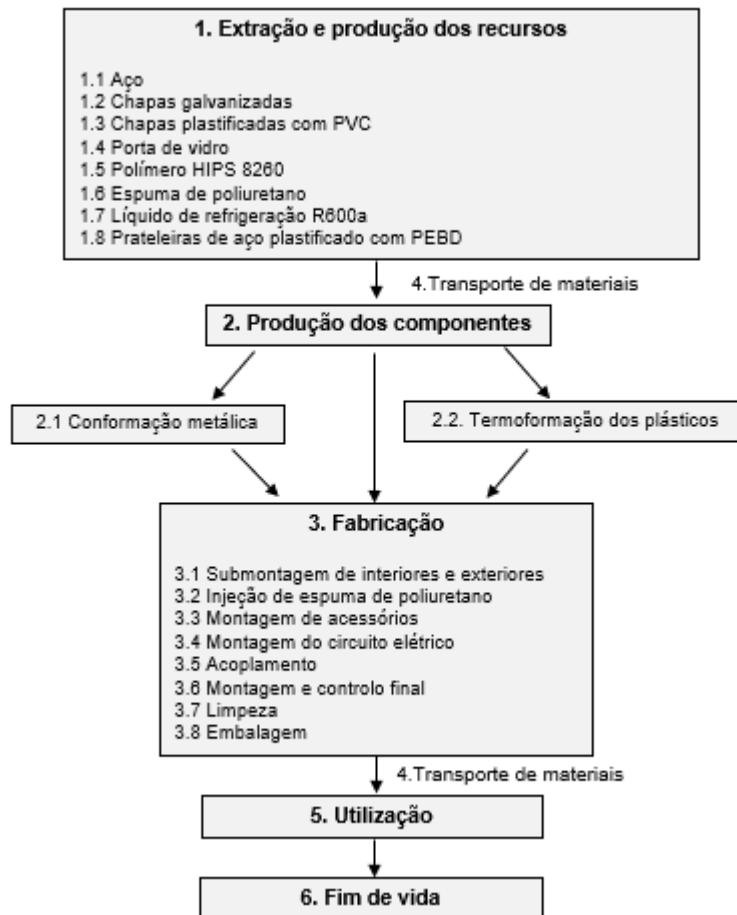 1. Extração e produção dos recursos
1.1 Aço
1.2 Chapas galvanizadas
1.3 Chapas plastificadas com PVC
1.4 Porta de vidro
1.5 Polímero HIPS 8260
1.6 Espuma de poliuretano
1.7 Líquido de refrigeração R600a
1.8 Prateleiras de aço plastificado com PEBD
4.Transporte de materiais
2. Produção dos componentes
2.1 Conformação metálica
2.2. Termoformação dos plásticos
3. Fabricação
3.1 Submontagem de interiores e exteriores
3.2 Injeção de espuma de poliuretano
3.3 Montagem de acessórios
3.4 Montagem do circuito elétrico
3.5 Acoplamento
3.6 Montagem e controlo final
3.7 Limpeza
3.8 Embalagem
4.Transporte de materiais
5. Utilização
6. Fim de vida